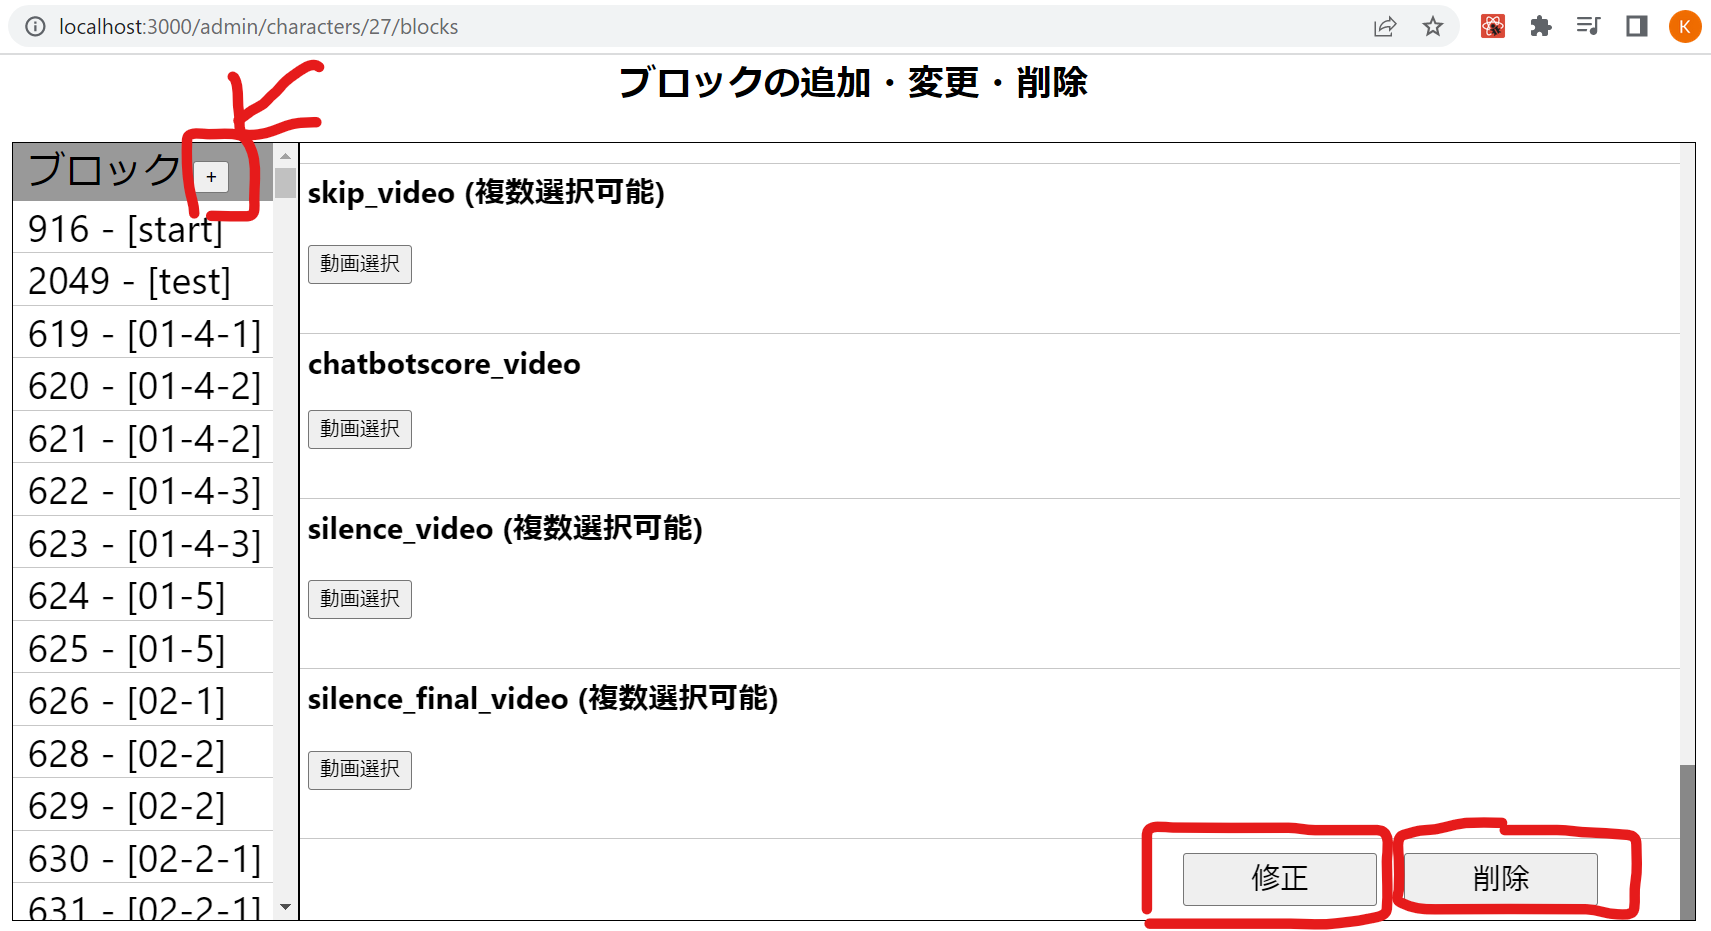 localhost:3000/admin/characters/27/blocks
K
ブロックの追加・変更・削除
ブロック +
916 - [start]
2049 - [test]
619 - [01-4-1]
620 - [01-4-2]
621 - [01-4-2]
622 - [01-4-3]
623 - [01-4-3]
624 - [01-5]
625 - [01-5]
626 - [02-1]
628 - [02-2]
629 - [02-2]
630 - [02-2-1]
631 - [02-2-1]
skip_video (複数選択可能)
動画選択
chatbotscore_video
動画選択
silence_video (複数選択可能)
動画選択
silence_final_video (複数選択可能)
動画選択
修正
削除